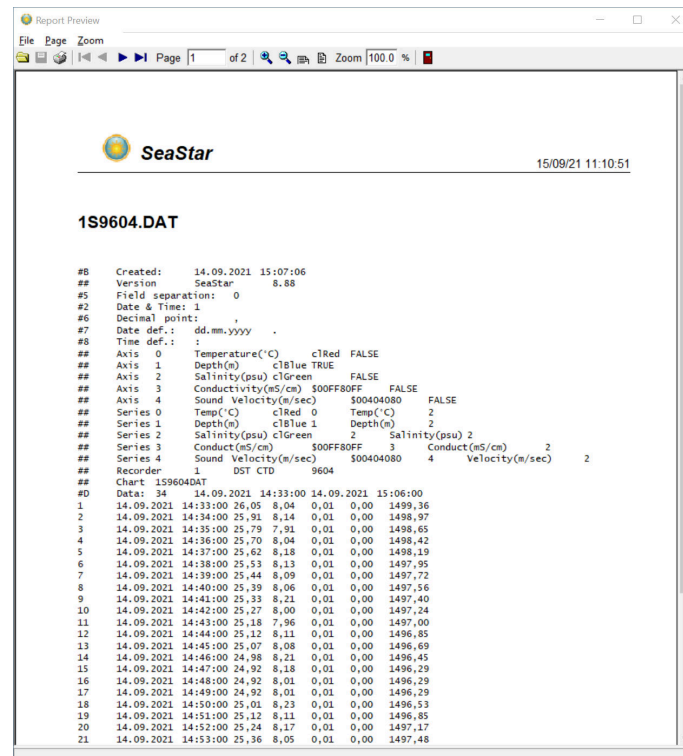 Report Preview
File Page Zoom
Page 1 of 2 Zoom 100.0 %
SeaStar
15/09/21 11:10:51
1S9604.DAT
#B Created: 14.09.2021 15:07:06
## Version SeaStar 8.88
#5 Field separation: 0
#2 Date & Time: 1
#6 Decimal point: ,
#7 Date def.: dd.mm.yyyy .
#8 Time def.: :
## Axis 0 Temperature(°C) clRed FALSE
## Axis 1 Depth(m) clBlue TRUE
## Axis 2 Salinity(psu) clGreen FALSE
## Axis 3 Conductivity(mS/cm) $00FF80FF FALSE
## Axis 4 Sound Velocity(m/sec) $00404080 FALSE
## Series 0 Temp(°C) clRed 0 Temp(°C) 2
## Series 1 Depth(m) clBlue 1 Depth(m) 2
## Series 2 Salinity(psu) clGreen 2 Salinity(psu) 2
## Series 3 Conduct(mS/cm) $00FF80FF 3 Conduct(mS/cm) 2
## Series 4 Sound Velocity(m/sec) $00404080 4 Velocity(m/sec) 2
## Recorder 1 DST CTD 9604
## Chart 1S9604DAT
#D Data: 34 14.09.2021 14:33:00 14.09.2021 15:06:00
1 14.09.2021 14:33:00 26,05 8,04 0,01 0,00 1499,36
2 14.09.2021 14:34:00 25,91 8,14 0,01 0,00 1498,97
3 14.09.2021 14:35:00 25,79 7,91 0,01 0,00 1498,65
4 14.09.2021 14:36:00 25,70 8,04 0,01 0,00 1498,42
5 14.09.2021 14:37:00 25,62 8,18 0,01 0,00 1498,19
6 14.09.2021 14:38:00 25,53 8,13 0,01 0,00 1497,95
7 14.09.2021 14:39:00 25,44 8,09 0,01 0,00 1497,72
8 14.09.2021 14:40:00 25,39 8,06 0,01 0,00 1497,56
9 14.09.2021 14:41:00 25,33 8,21 0,01 0,00 1497,40
10 14.09.2021 14:42:00 25,27 8,00 0,01 0,00 1497,24
11 14.09.2021 14:43:00 25,18 7,96 0,01 0,00 1497,00
12 14.09.2021 14:44:00 25,12 8,11 0,01 0,00 1496,85
13 14.09.2021 14:45:00 25,07 8,08 0,01 0,00 1496,69
14 14.09.2021 14:46:00 24,98 8,21 0,01 0,00 1496,45
15 14.09.2021 14:47:00 24,92 8,18 0,01 0,00 1496,29
16 14.09.2021 14:48:00 24,92 8,01 0,01 0,00 1496,29
17 14.09.2021 14:49:00 24,92 8,01 0,01 0,00 1496,29
18 14.09.2021 14:50:00 25,01 8,23 0,01 0,00 1496,53
19 14.09.2021 14:51:00 25,12 8,11 0,01 0,00 1496,85
20 14.09.2021 14:52:00 25,24 8,17 0,01 0,00 1497,17
21 14.09.2021 14:53:00 25,36 8,05 0,01 0,00 1497,48